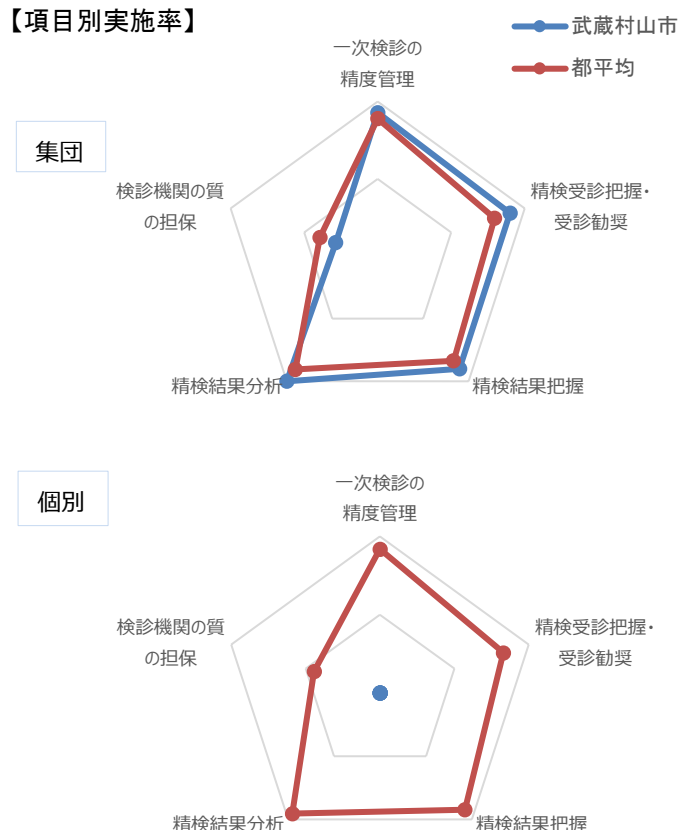 【項目別実施率】
武蔵村山市
都平均
集団
一次検診の
精度管理
精検受診把握・
受診勧奨
精検結果把握
精検結果分析
検診機関の質
の担保
個別
一次検診の
精度管理
精検受診把握・
受診勧奨
精検結果把握
精検結果分析
検診機関の質
の担保